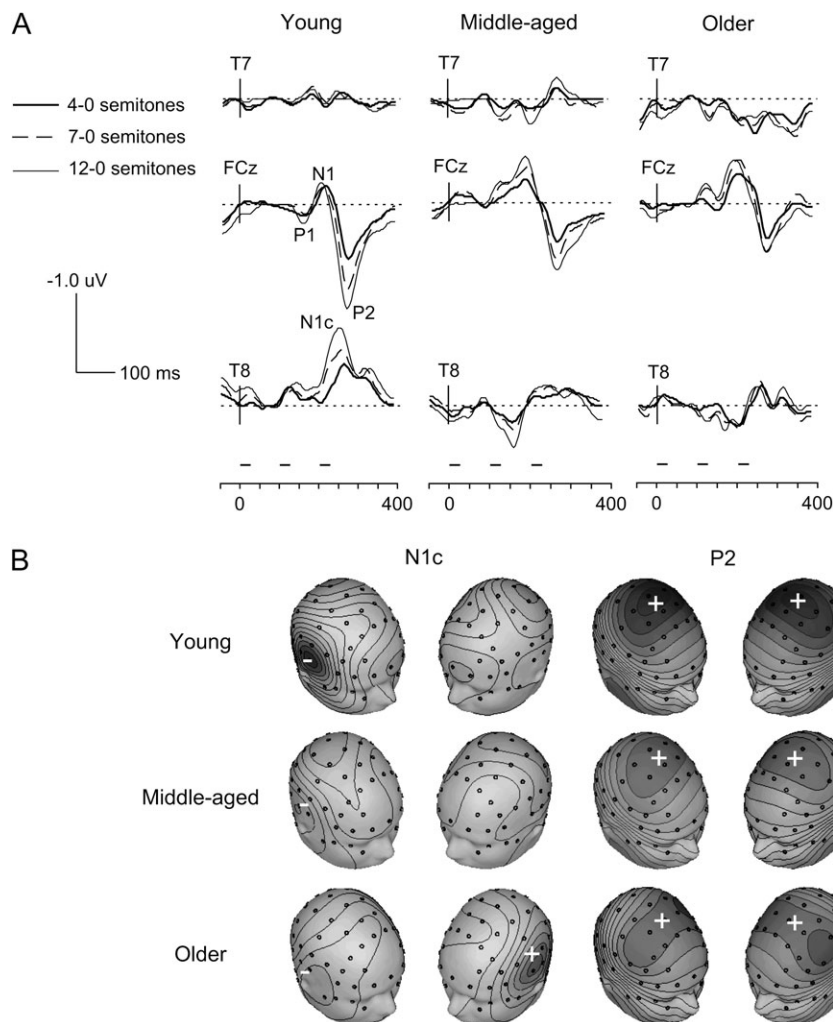 A
Young Middle-aged Older
T7 T7 T7
4-0 semitones
7-0 semitones
12-0 semitones
FCz N1 FCz FCz
P1
-1.0 uV
P2
N1c
100 ms
T8 T8 T8
0 400 0 400 0 400
B
N1c P2
Young
- + +
Middle-aged
- + +
Older
- + + +